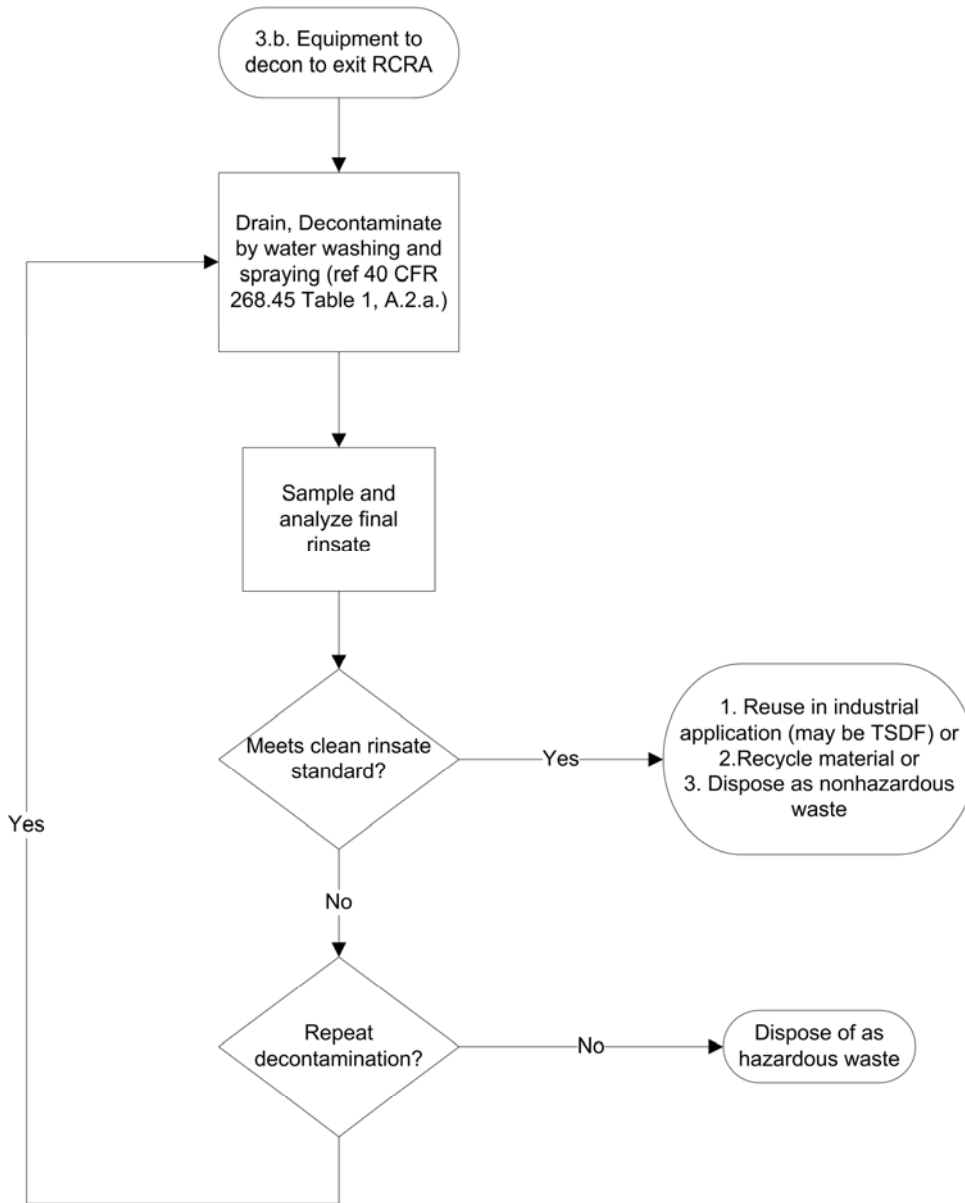 3.b. Equipment to
decon to exit RCRA
Drain, Decontaminate
by water washing and
spraying (ref 40 CFR
268.45 Table 1, A.2.a.)
Sample and
analyze final
rinsate
Meets clean rinsate
standard?
Yes
1. Reuse in industrial
application (may be TSDF) or
2.Recycle material or
3. Dispose as nonhazardous
waste
Yes
No
Repeat
decontamination?
No
Dispose of as
hazardous waste